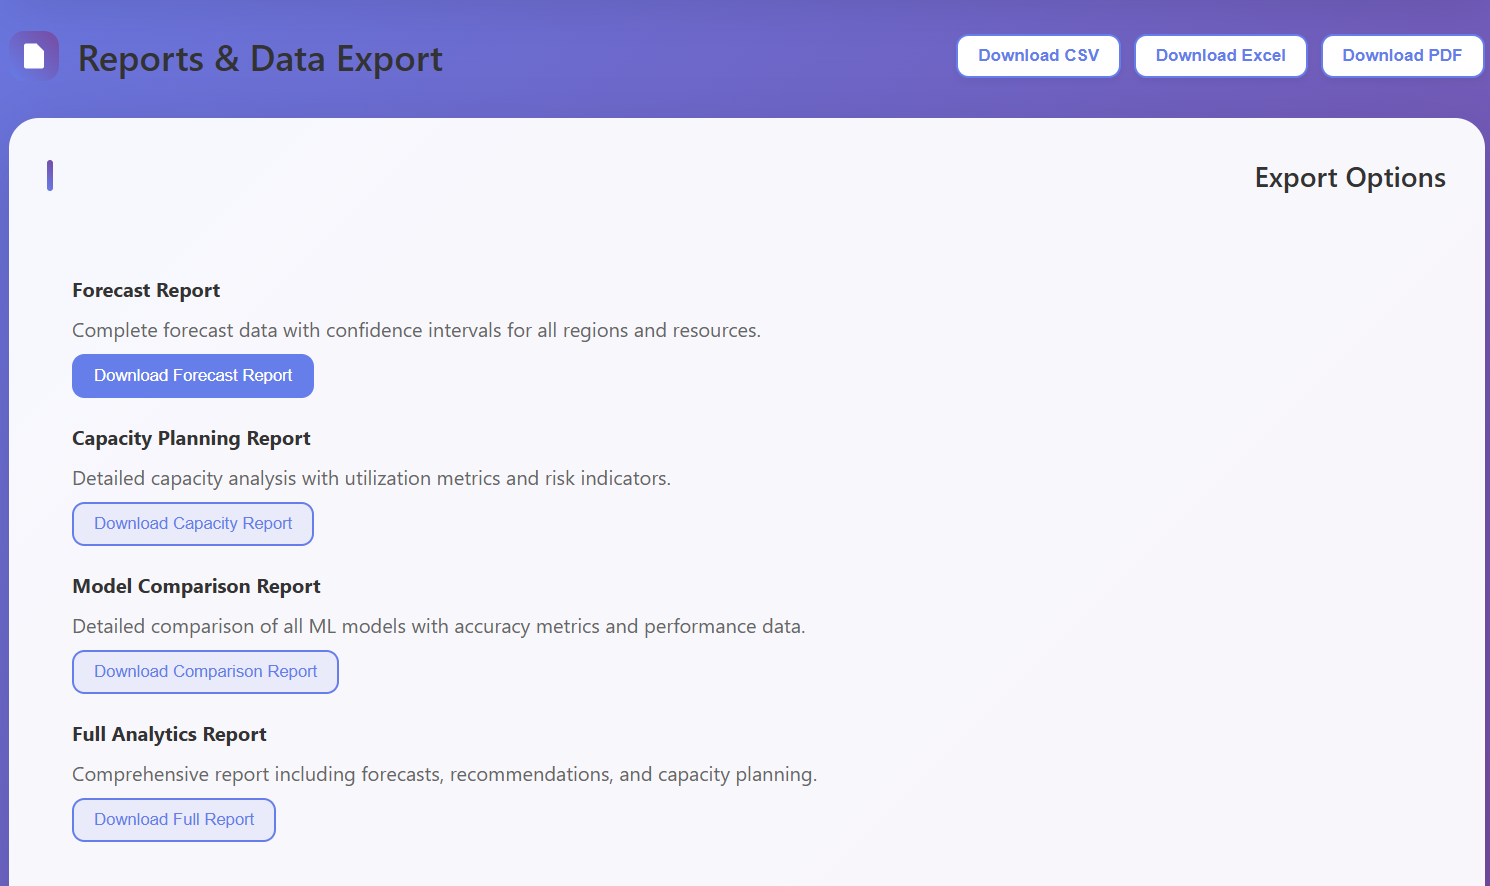 Reports & Data Export
Download CSV
Download Excel
Download PDF
Export Options
Forecast Report
Complete forecast data with confidence intervals for all regions and resources.
Download Forecast Report
Capacity Planning Report
Detailed capacity analysis with utilization metrics and risk indicators.
Download Capacity Report
Model Comparison Report
Detailed comparison of all ML models with accuracy metrics and performance data.
Download Comparison Report
Full Analytics Report
Comprehensive report including forecasts, recommendations, and capacity planning.
Download Full Report